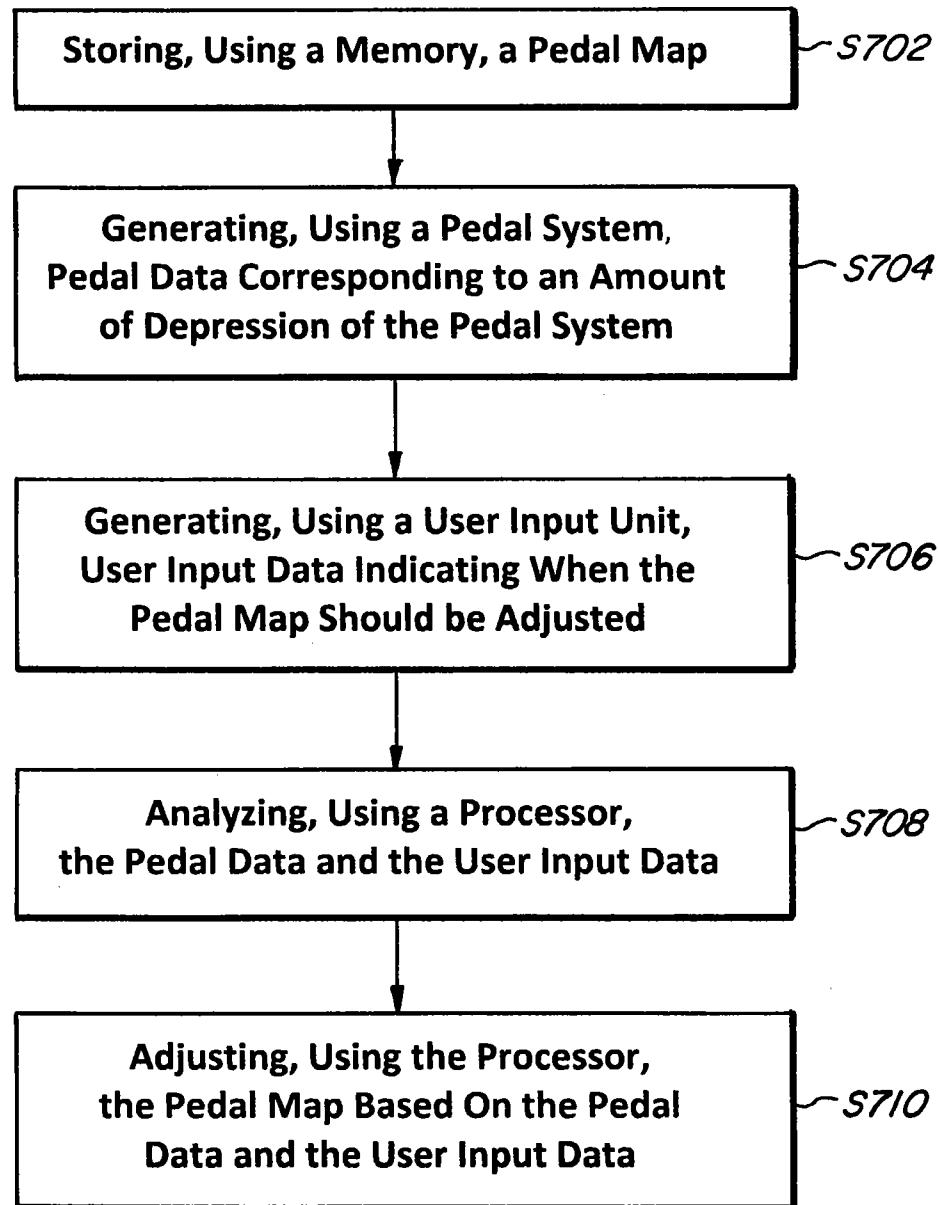 Storing, Using a Memory, a Pedal Map
S702
Generating, Using a Pedal System,
Pedal Data Corresponding to an Amount
of Depression of the Pedal System
S704
Generating, Using a User Input Unit,
User Input Data Indicating When the
Pedal Map Should be Adjusted
S706
Analyzing, Using a Processor,
the Pedal Data and the User Input Data
S708
Adjusting, Using the Processor,
the Pedal Map Based On the Pedal
Data and the User Input Data
S710